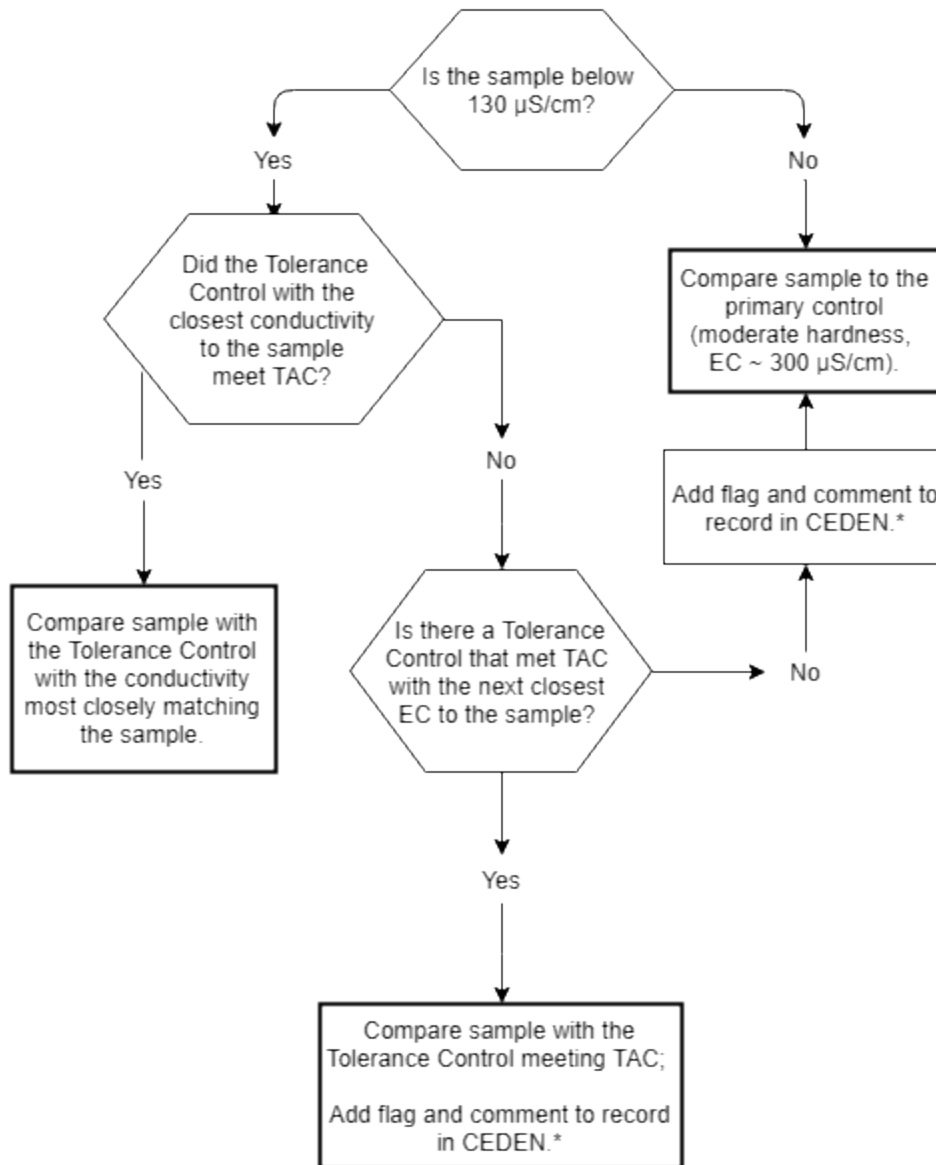 Is the sample below
130 µS/cm?
Yes
No
Did the Tolerance
Control with the
closest conductivity
to the sample
meet TAC?
Compare sample to the
primary control
(moderate hardness,
EC ~ 300 µS/cm).
Yes
No
Add flag and comment to
record in CEDEN.*
Compare sample with
the Tolerance Control
with the conductivity
most closely matching
the sample.
Is there a Tolerance
Control that met TAC
with the next closest
EC to the sample?
No
Yes
Compare sample with the
Tolerance Control meeting TAC;
Add flag and comment to record
in CEDEN.*